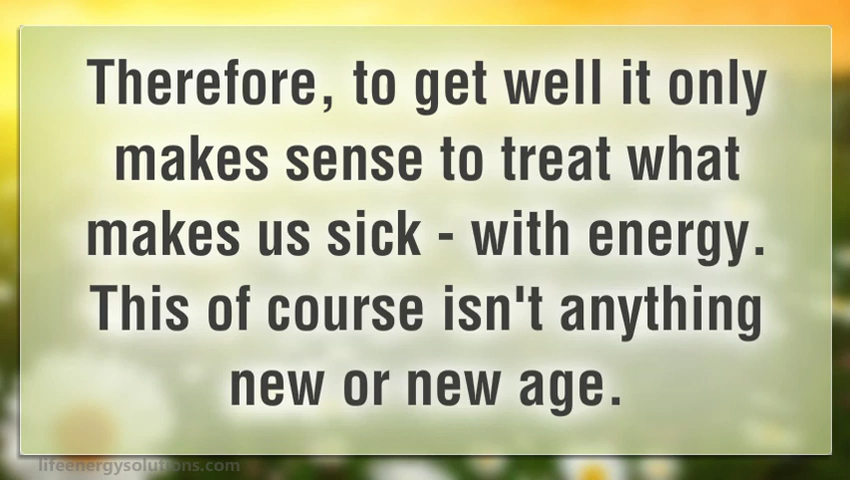 Therefore, to get well it only
makes sense to treat what
makes us sick - with energy.
This of course isn't anything
new or new age.
lifeenergysolutions.com